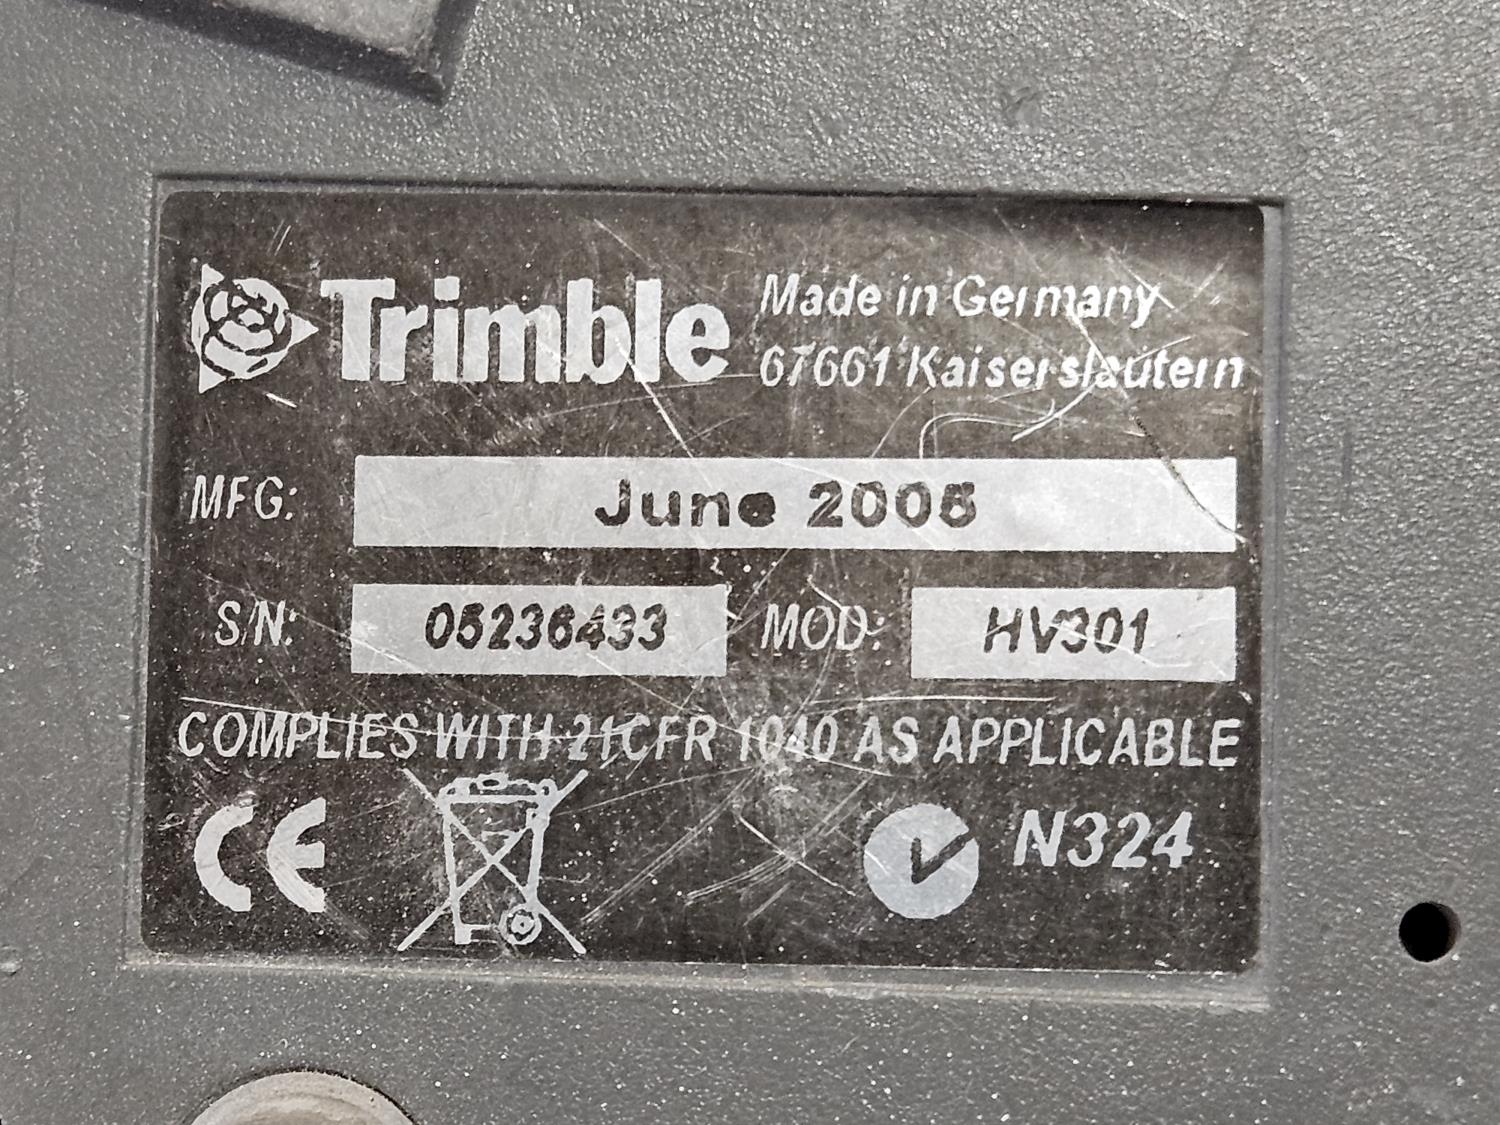 Trimble
Made in Germany
67661 Kaiserslautern
MFG: June 2005
S/N: 05236433 MOD: HV301
COMPLIES WITH 21CFR 1040 AS APPLICABLE
CE N324